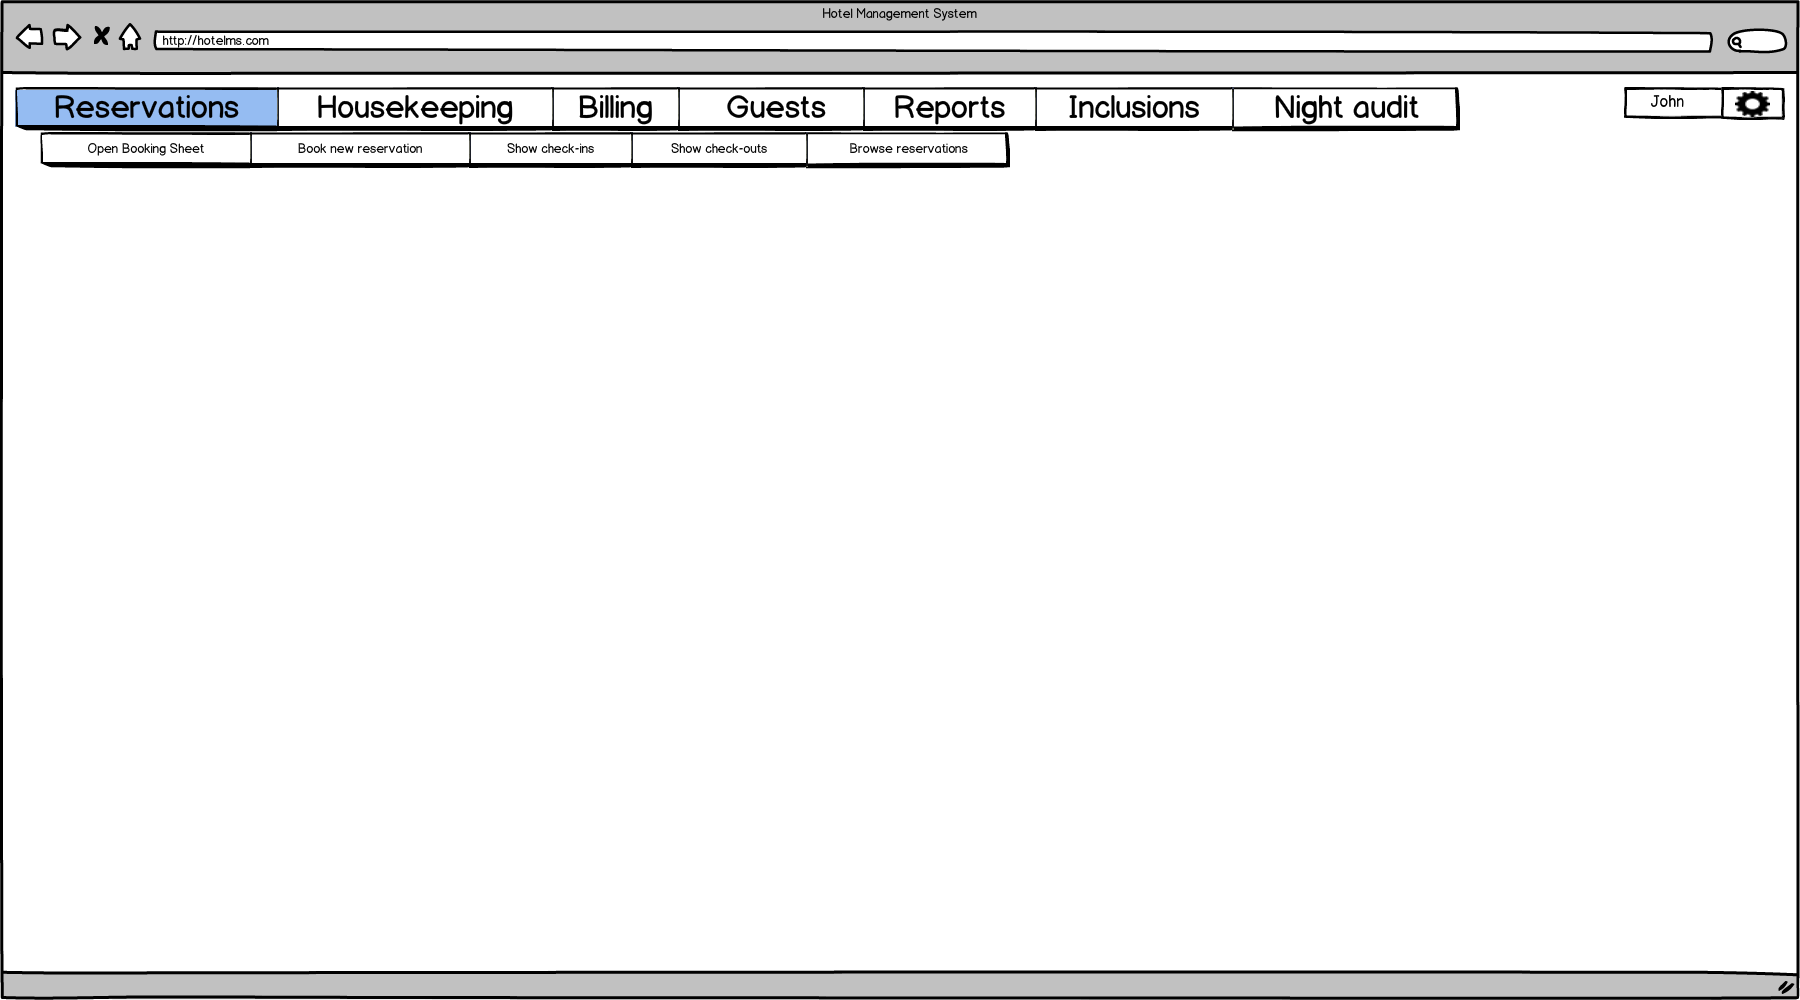 Hotel Management System
http://hotelms.com
Reservations Housekeeping Billing Guests Reports Inclusions Night audit John
Open Booking Sheet Book new reservation Show check-ins Show check-outs Browse reservations